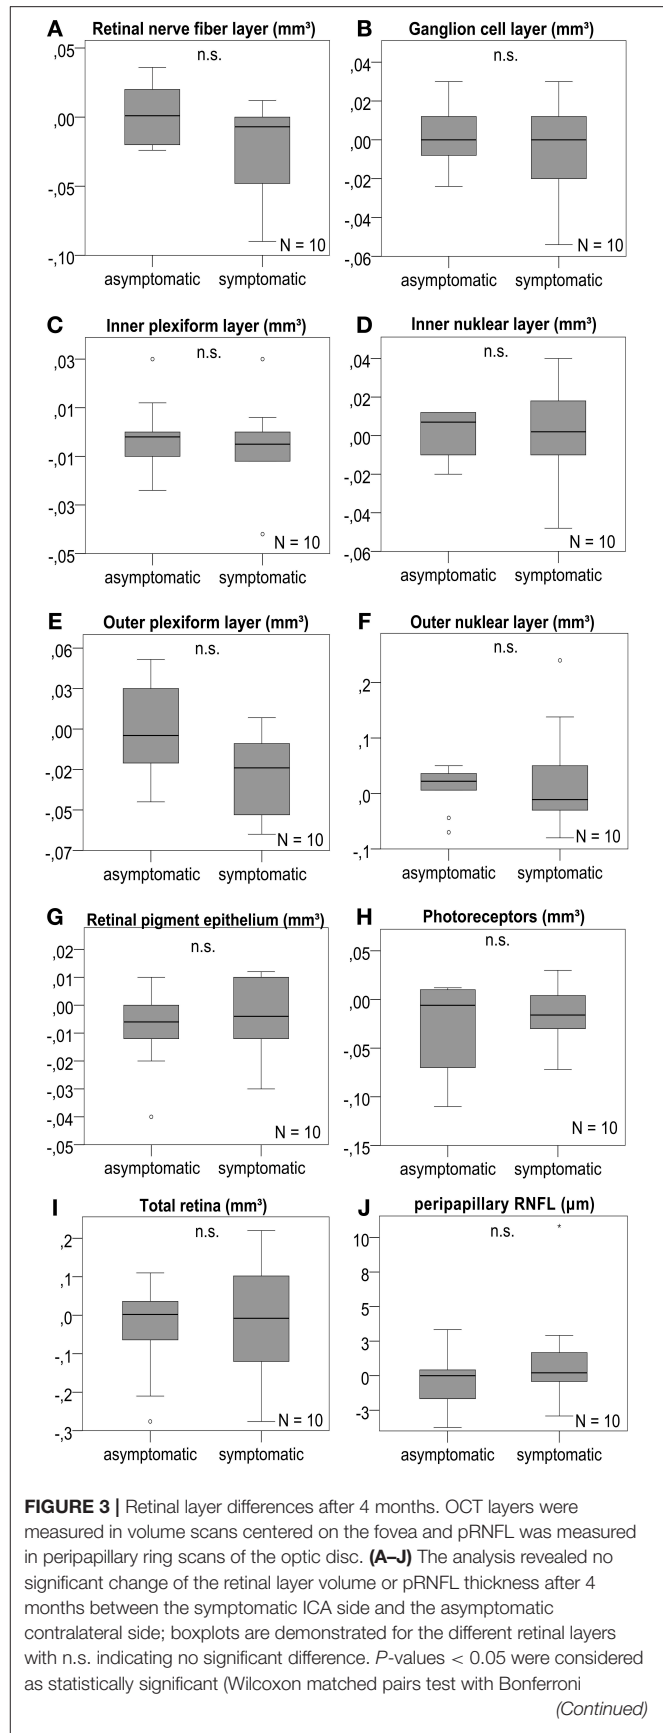 A Retinal nerve fiber layer (mm³)
n.s.
,05
,00
-,05
-,10
N = 10
asymptomatic symptomatic
B Ganglion cell layer (mm³)
n.s.
,04
,02
,00
-,02
-,04
-,06
N = 10
asymptomatic symptomatic
C Inner plexiform layer (mm³)
n.s.
,03
,01
-,01
-,03
-,05
N = 10
asymptomatic symptomatic
D Inner nuklear layer (mm³)
n.s.
,04
,02
,00
-,02
-,04
-,06
N = 10
asymptomatic symptomatic
E Outer plexiform layer (mm³)
n.s.
,06
,03
,00
-,02
-,05
-,07
N = 10
asymptomatic symptomatic
F Outer nuklear layer (mm³)
n.s.
,2
,1
,0
-,1
N = 10
asymptomatic symptomatic
G Retinal pigment epithelium (mm³)
n.s.
,02
,01
,00
-,01
-,02
-,03
-,04
-,05
N = 10
asymptomatic symptomatic
H Photoreceptors (mm³)
n.s.
,05
,00
-,05
-,10
-,15
N = 10
asymptomatic symptomatic
I Total retina (mm³)
n.s.
,2
,1
,0
-,1
-,2
-,3
N = 10
asymptomatic symptomatic
J peripapillary RNFL (µm)
n.s.
10
8
5
3
0
-3
N = 10
asymptomatic symptomatic
FIGURE 3 | Retinal layer differences after 4 months. OCT layers were
measured in volume scans centered on the fovea and pRNFL was measured
in peripapillary ring scans of the optic disc. (A–J) The analysis revealed no
significant change of the retinal layer volume or pRNFL thickness after 4
months between the symptomatic ICA side and the asymptomatic
contralateral side; boxplots are demonstrated for the different retinal layers
with n.s. indicating no significant difference. P-values < 0.05 were considered
as statistically significant (Wilcoxon matched pairs test with Bonferroni
(Continued)